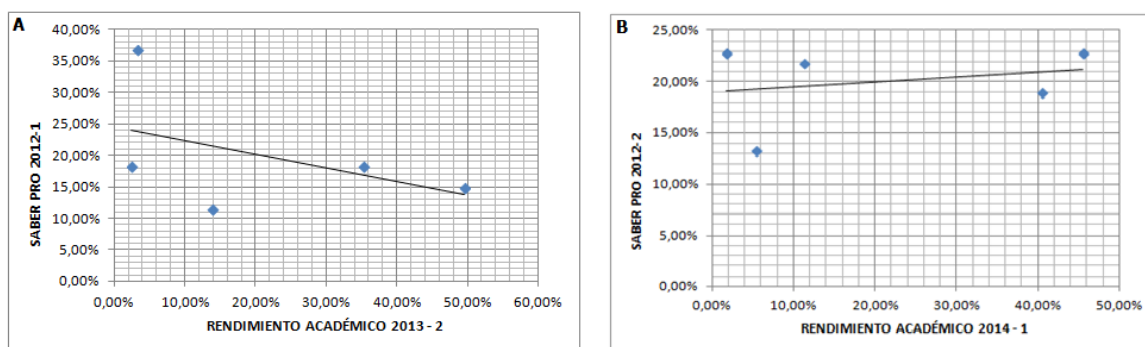 A
40,00%
35,00%
30,00%
25,00%
20,00%
15,00%
10,00%
5,00%
0,00%
SABER PRO 2012-1
0,00% 10,00% 20,00% 30,00% 40,00% 50,00% 60,00%
RENDIMIENTO ACADÉMICO 2013 - 2
B
25,00%
20,00%
15,00%
10,00%
5,00%
0,00%
SABER PRO 2012-2
0,00% 10,00% 20,00% 30,00% 40,00% 50,00%
RENDIMIENTO ACADÉMICO 2014 - 1